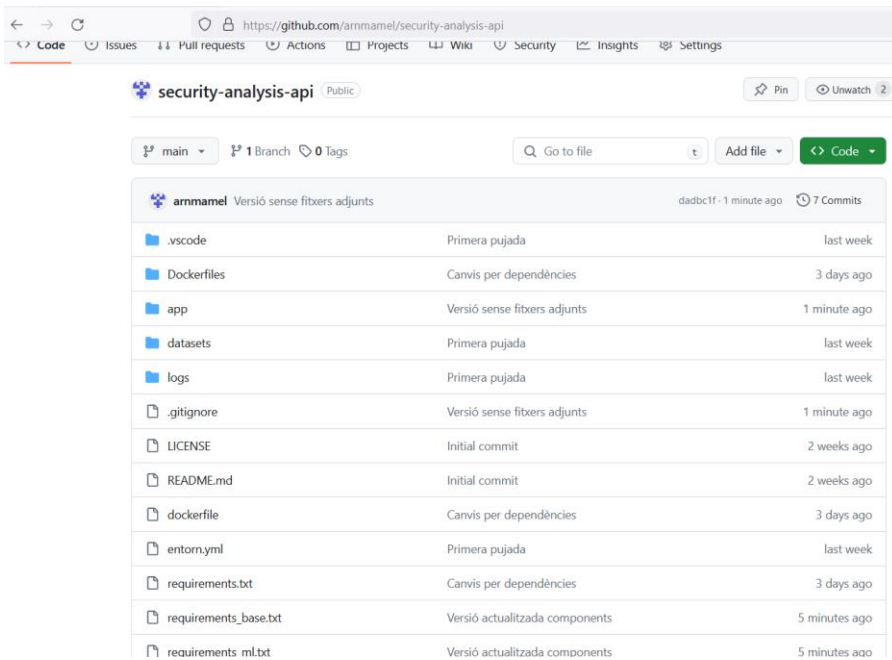 https://github.com/arnmamel/security-analysis-api
Code Issues Pull requests Actions Projects Wiki Security Insights Settings
security-analysis-api Public Pin Unwatch 2
main 1 Branch 0 Tags Go to file t Add file Code
arnmamel Versió sense fitxers adjunts dadbc1f · 1 minute ago 7 Commits
.vscode Primera pujada last week
Dockerfiles Canvis per dependències 3 days ago
app Versió sense fitxers adjunts 1 minute ago
datasets Primera pujada last week
logs Primera pujada last week
.gitignore Versió sense fitxers adjunts 1 minute ago
LICENSE Initial commit 2 weeks ago
README.md Initial commit 2 weeks ago
dockerfile Canvis per dependències 3 days ago
entorn.yml Primera pujada last week
requirements.txt Canvis per dependències 3 days ago
requirements_base.txt Versió actualitzada components 5 minutes ago
requirements_ml.txt Versió actualitzada components 5 minutes ago